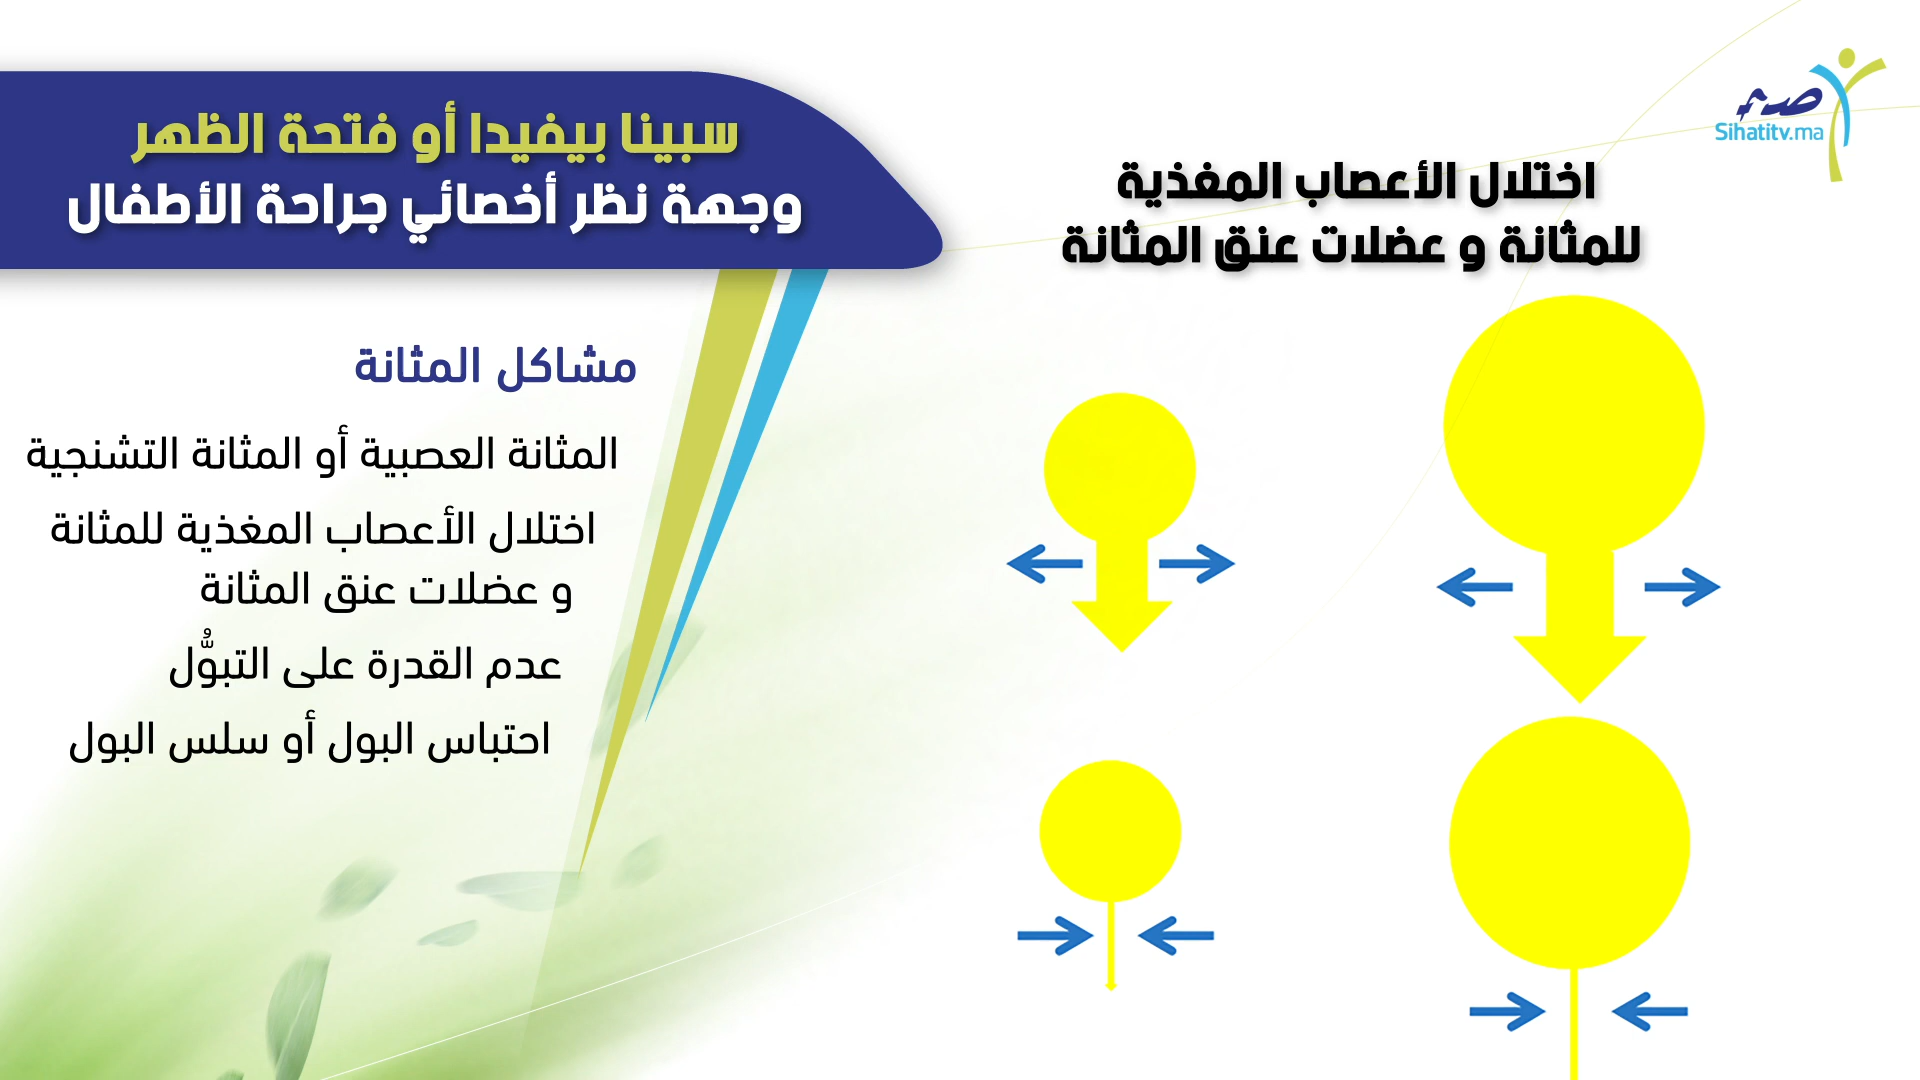 سبينا بيفيدا أو فتحة الظهر
وجهة نظر أخصائي جراحة الأطفال
صحتي
Sihatitv.ma
اختلال الأعصاب المغذية
للمثانة و عضلات عنق المثانة
مشاكل المثانة
المثانة العصبية أو المثانة التشنجية
اختلال الأعصاب المغذية للمثانة
و عضلات عنق المثانة
عدم القدرة على التبوُّل
احتباس البول أو سلس البول